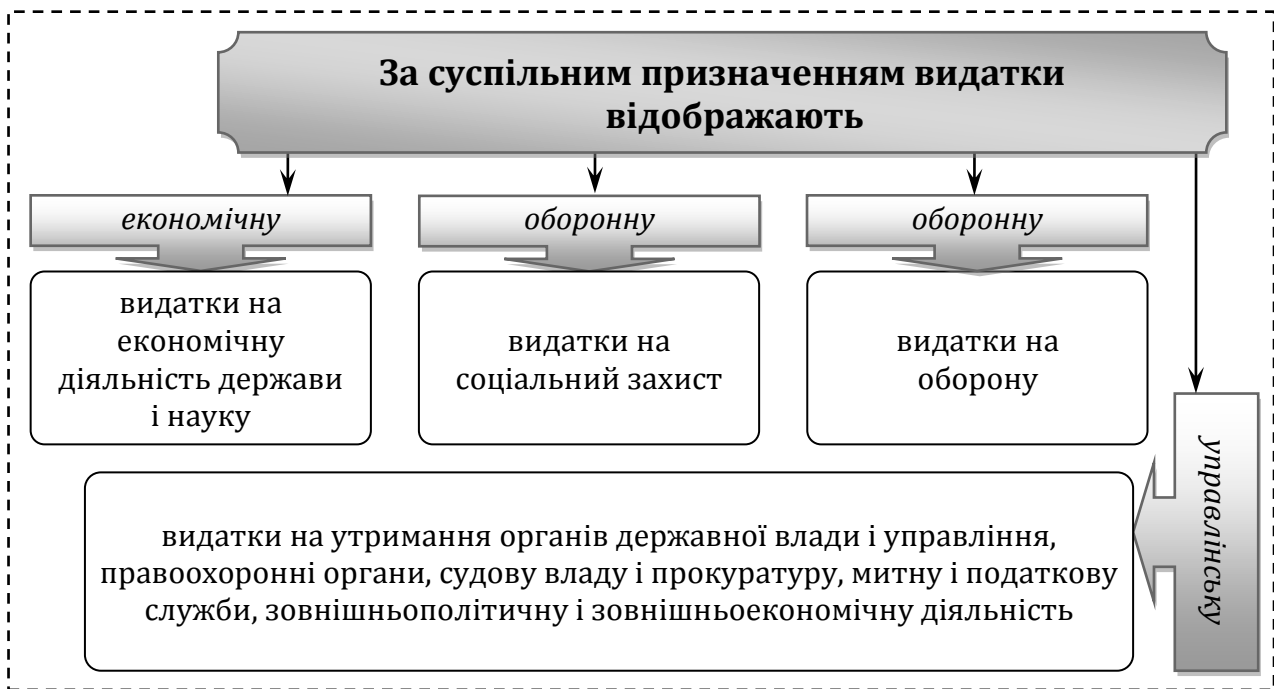 За суспільним призначенням видатки
відображають
економічну
оборонну
оборонну
видатки на
економічну
діяльність держави
і науку
видатки на
соціальний захист
видатки на
оборону
управлінську
видатки на утримання органів державної влади і управління,
правоохоронні органи, судову владу і прокуратуру, митну і податкову
служби, зовнішньополітичну і зовнішньоекономічну діяльність